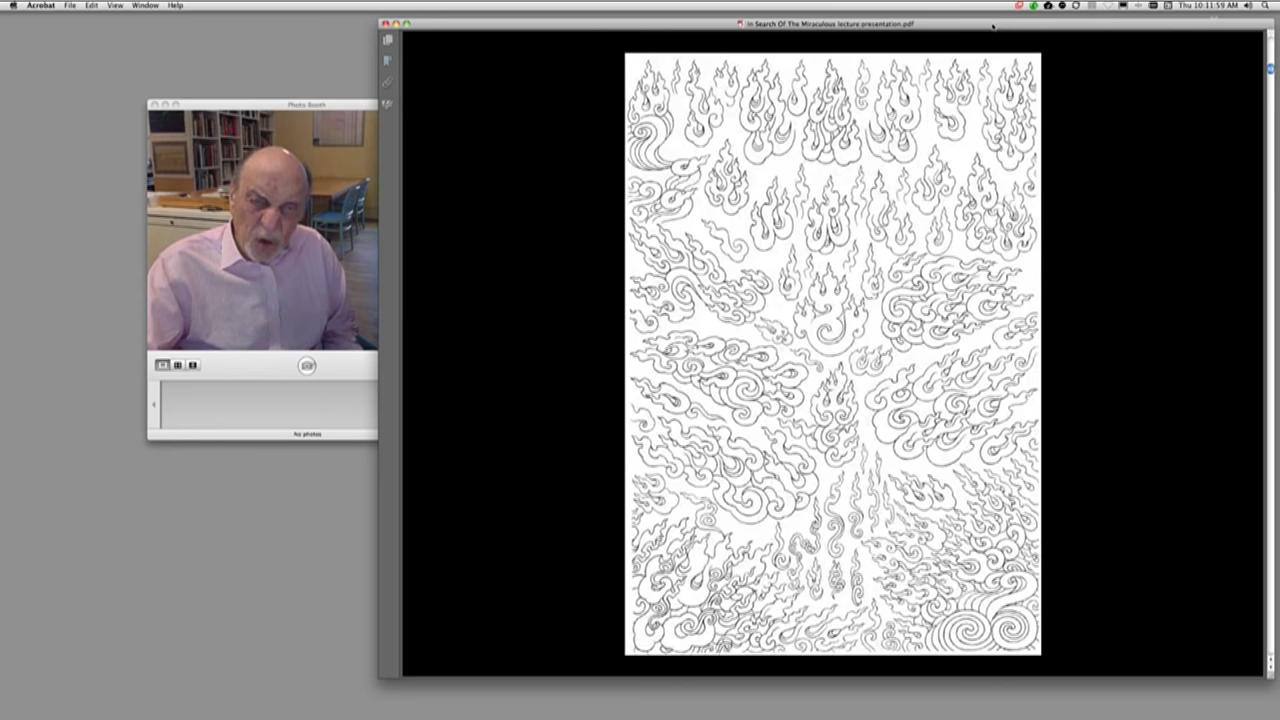 Acrobat File Edit View Window Help
Thu 10:11:59 AM
In Search Of The Miraculous lecture presentation.pdf
Photo Booth
No photos